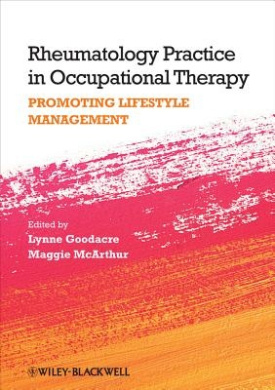 Rheumatology Practice
in Occupational Therapy
PROMOTING LIFESTYLE
MANAGEMENT
Edited by
Lynne Goodacre
Maggie McArthur
WILEY-BLACKWELL